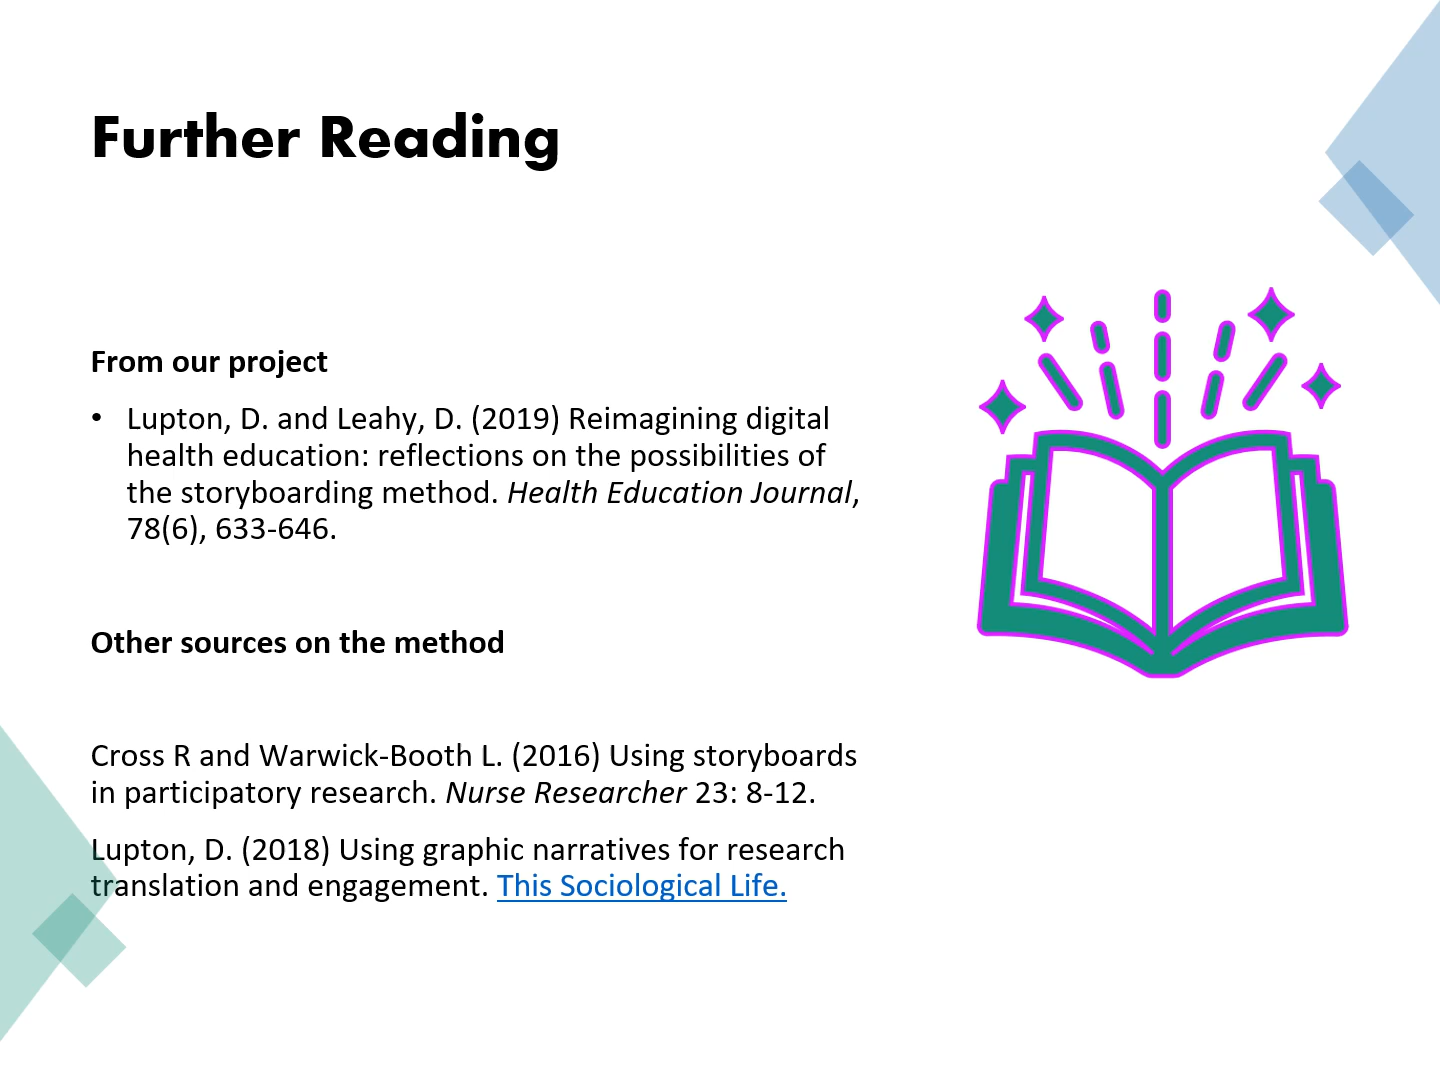 Further Reading
From our project
• Lupton, D. and Leahy, D. (2019) Reimagining digital
health education: reflections on the possibilities of
the storyboarding method. Health Education Journal,
78(6), 633-646.
Other sources on the method
Cross R and Warwick-Booth L. (2016) Using storyboards
in participatory research. Nurse Researcher 23: 8-12.
Lupton, D. (2018) Using graphic narratives for research
translation and engagement. This Sociological Life.